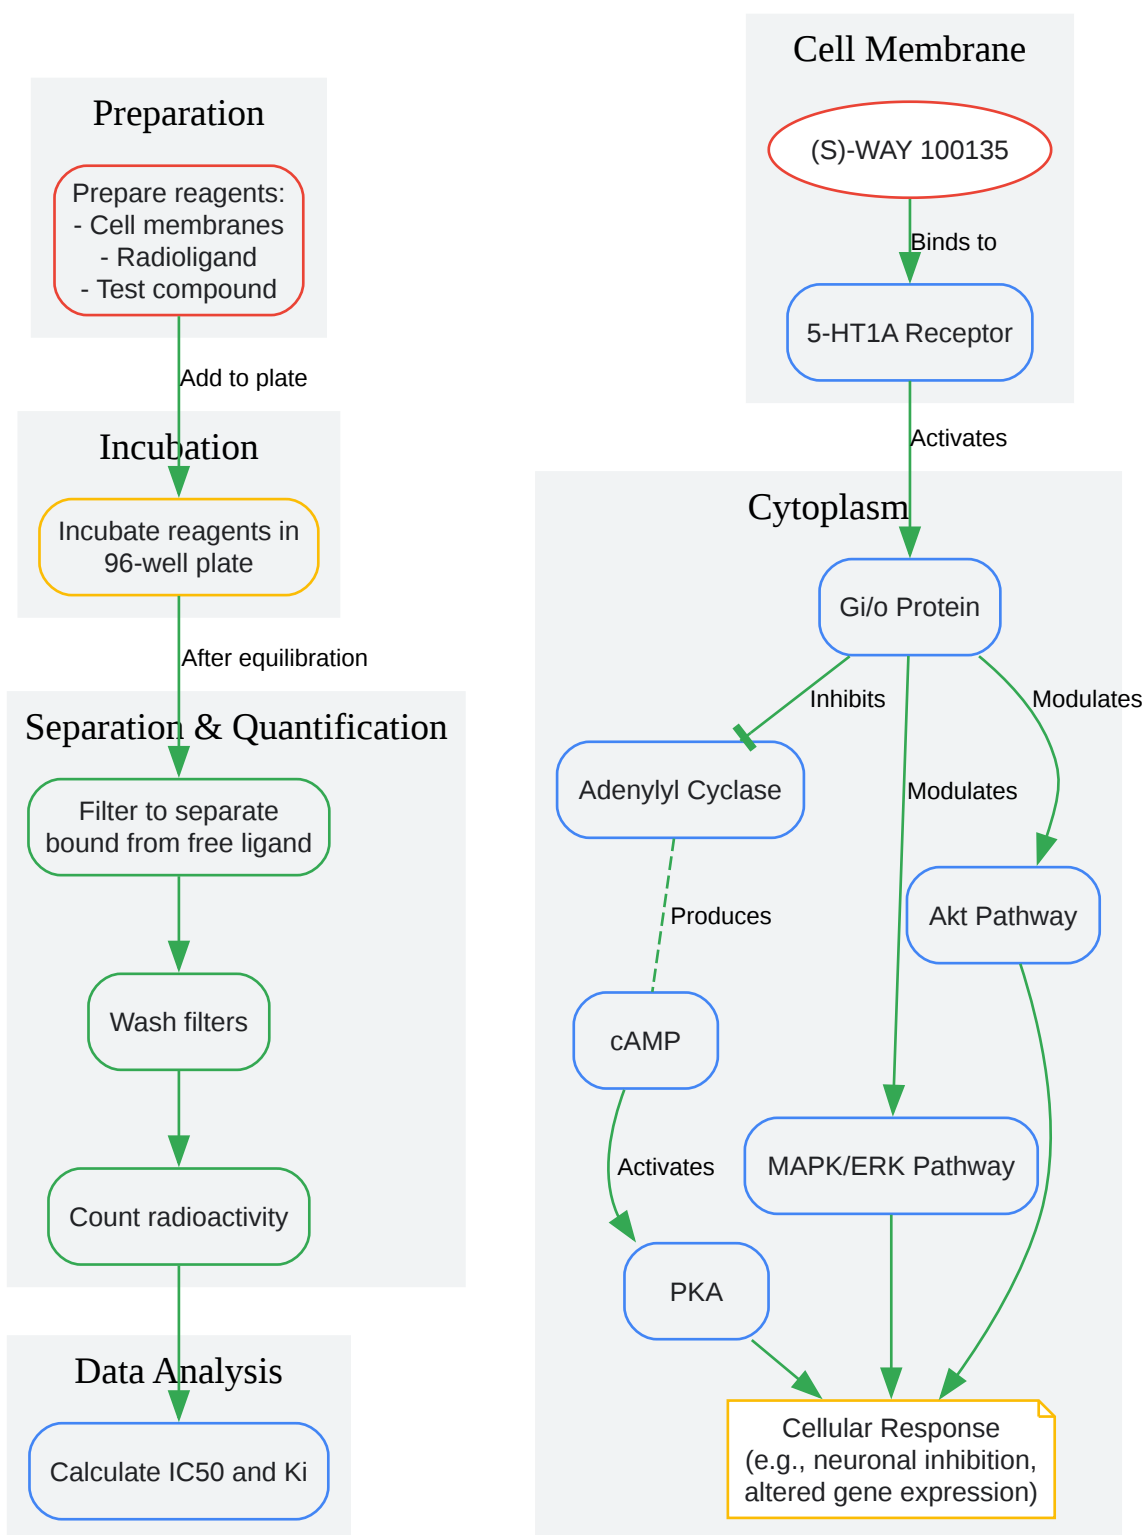 Preparation
Prepare reagents:
- Cell membranes
- Radioligand
- Test compound
Add to plate
Incubation
Incubate reagents in
96-well plate
After equilibration
Separation & Quantification
Filter to separate
bound from free ligand
Wash filters
Count radioactivity
Data Analysis
Calculate IC50 and Ki
Cell Membrane
(S)-WAY 100135
Binds to
5-HT1A Receptor
Activates
Cytoplasm
Gi/o Protein
Inhibits
Modulates
Adenylyl Cyclase
Modulates
Produces
Akt Pathway
cAMP
Activates
MAPK/ERK Pathway
PKA
Cellular Response
(e.g., neuronal inhibition,
altered gene expression)